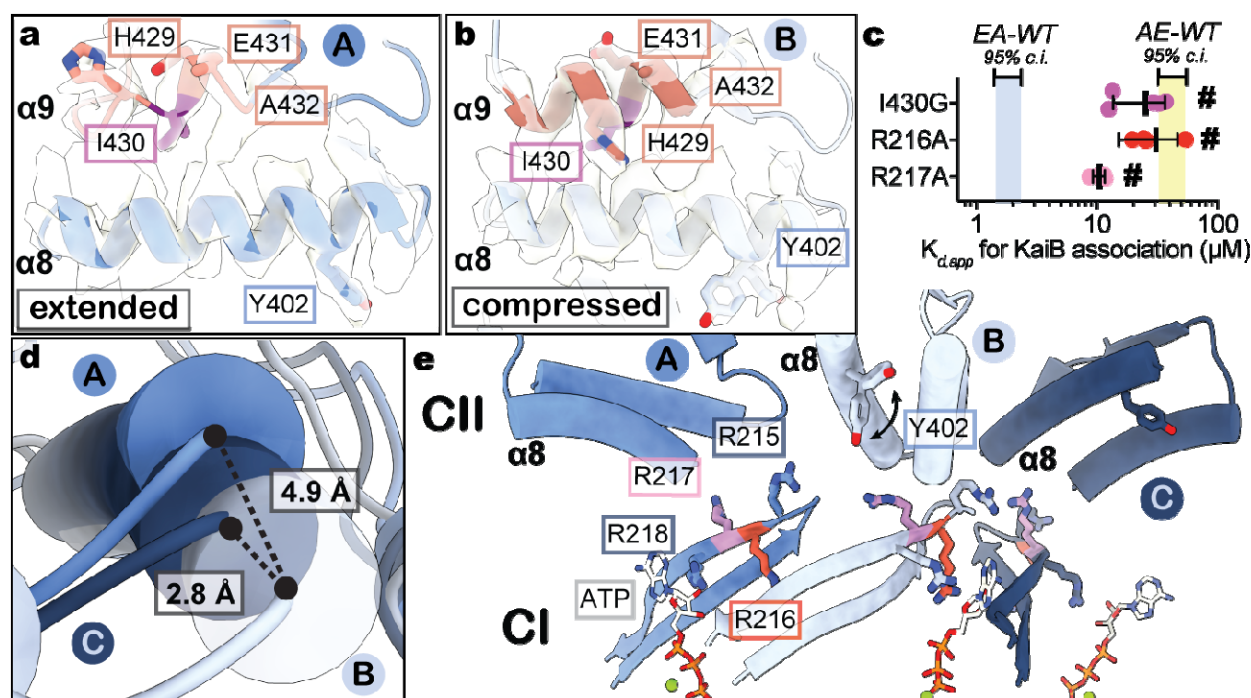 a
H429
E431
A
α9
A432
I430
α8
Y402
extended
b
E431
B
α9
A432
I430
H429
α8
Y402
compressed
c
EA-WT
95% c.i.
AE-WT
95% c.i.
I430G
#
R216A
#
R217A
#
1
10
100
K_d,app for KaiB association (µM)
d
A
4.9 Å
2.8 Å
C
B
e
A
α8
B
CII
R215
Y402
α8
α8
R217
C
R218
ATP
R216
CI